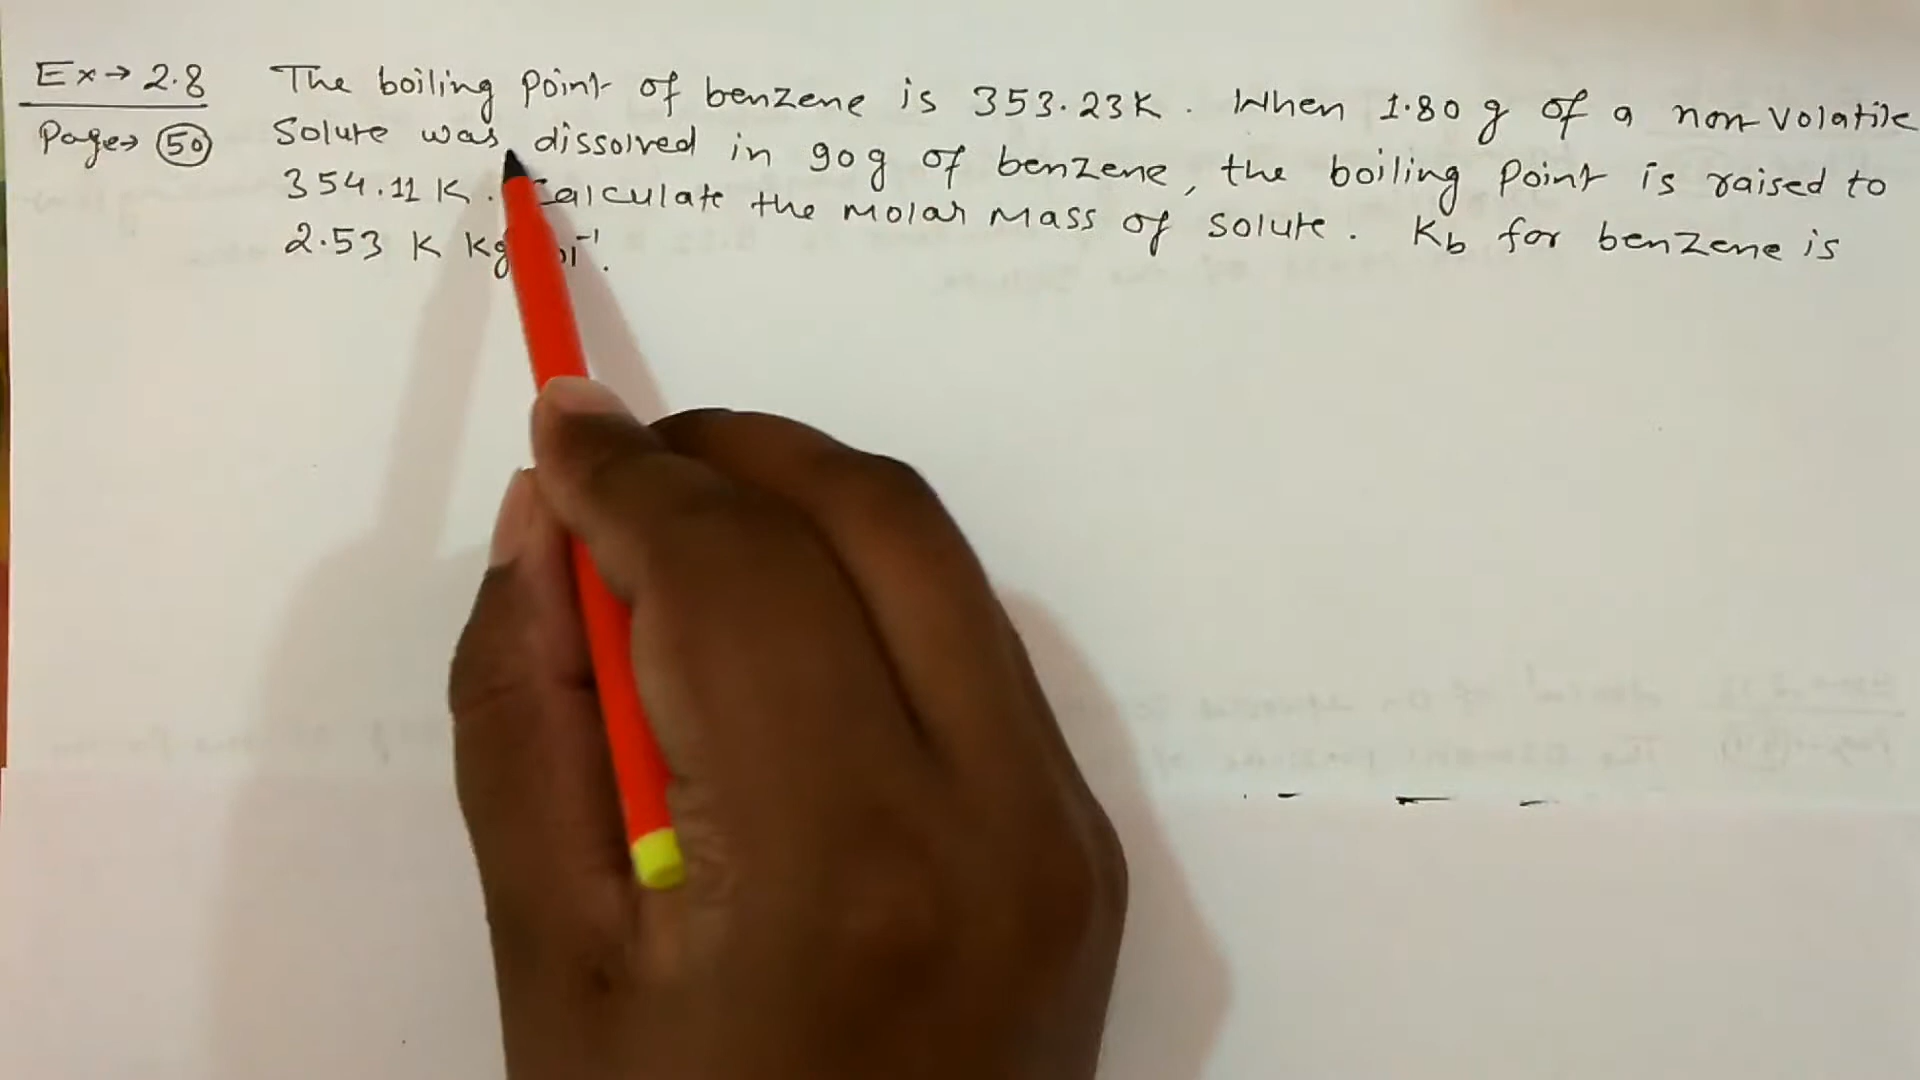 Ex → 2.8 The boiling point of benzene is 353.23K. When 1.80 g of a non volatile
Page → 50 Solute was dissolved in 90g of benzene, the boiling point is raised to
354.11 K. Calculate the Molar Mass of Solute. Kb for benzene is
2.53 K Kg